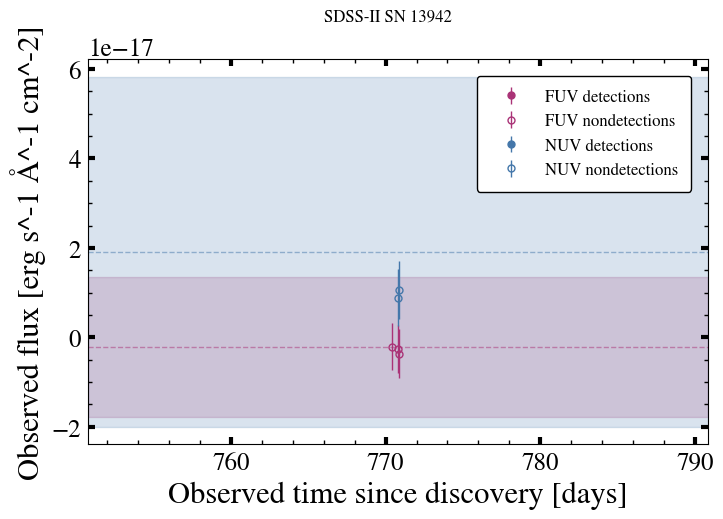 SDSS-II SN 13942
1e−17
6
4
2
0
−2
Observed flux [erg s^-1 Å^-1 cm^-2]
FUV detections
FUV nondetections
NUV detections
NUV nondetections
760 770 780 790
Observed time since discovery [days]